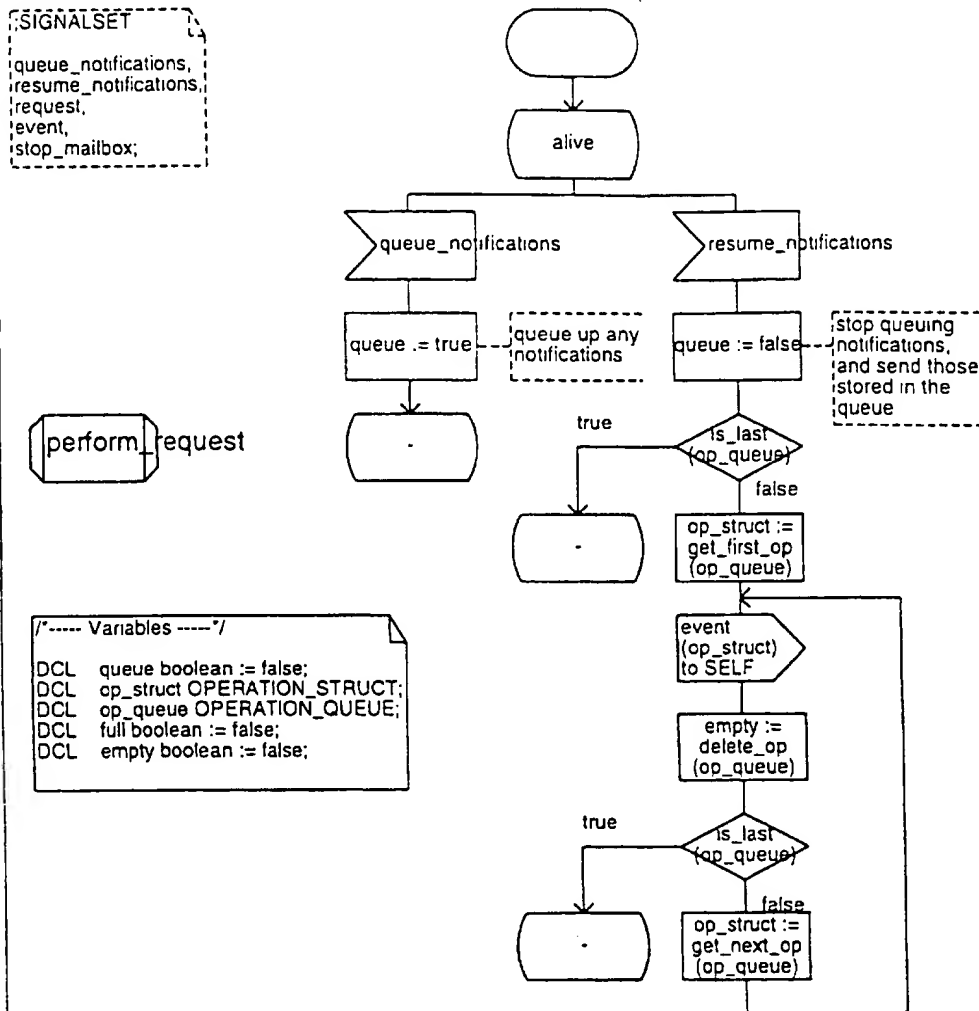 ;SIGNALSET
queue_notifications,
resume_notifications,
request,
event,
stop_mailbox;
alive
queue_notifications
resume_notifications
queue := true
queue up any
notifications
queue := false
stop queuing
notifications,
and send those
stored in the
queue
perform_request
-
true
is_last
(op_queue)
false
-
op_struct :=
get_first_op
(op_queue)
/*----- Variables -----*/
DCL queue boolean := false;
DCL op_struct OPERATION_STRUCT;
DCL op_queue OPERATION_QUEUE;
DCL full boolean := false;
DCL empty boolean := false;
event
(op_struct)
to SELF
empty :=
delete_op
(op_queue)
true
is_last
(op_queue)
false
-
op_struct :=
get_next_op
(op_queue)